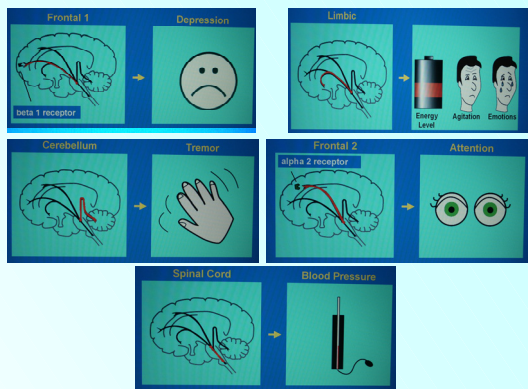 Frontal 1
Depression
beta 1 receptor
Limbic
Energy
Level
Agitation
Emotions
Cerebellum
Tremor
Frontal 2
Attention
alpha 2 receptor
Spinal Cord
Blood Pressure